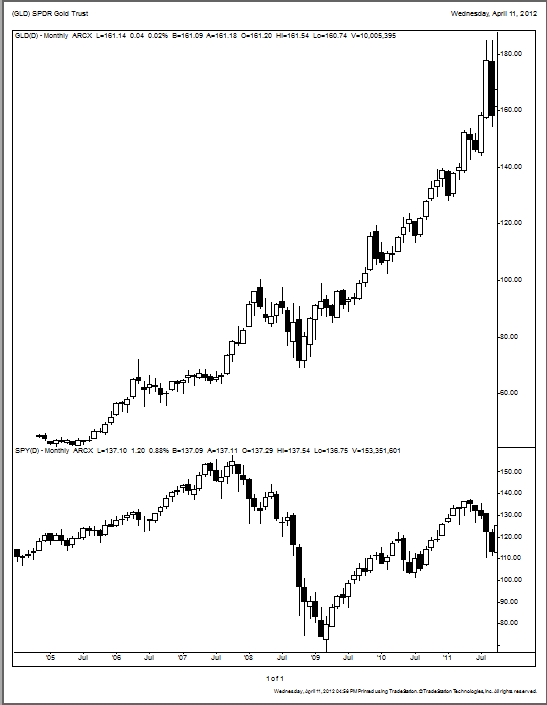 (GLD) SPDR Gold Trust
Wednesday, April 11, 2012
GLD(D) - Monthly ARCX L=161.14 0.04 0.02% B=161.09 A=161.18 O=161.20 Hi=161.54 Lo=160.74 V=10,005,395
180.00
160.00
140.00
120.00
100.00
80.00
60.00
SPY(D) - Monthly ARCX L=137.10 1.20 0.88% B=137.09 A=137.11 O=137.29 Hi=137.54 Lo=136.75 V=153,351,601
150.00
140.00
130.00
120.00
110.00
100.00
90.00
80.00
'05 Jul '06 Jul '07 Jul '08 Jul '09 Jul '10 Jul '11 Jul
1 of 1
Wednesday, April 11, 2012 04:56 PM Printed using TradeStation. © TradeStation Technologies, Inc. All rights reserved.